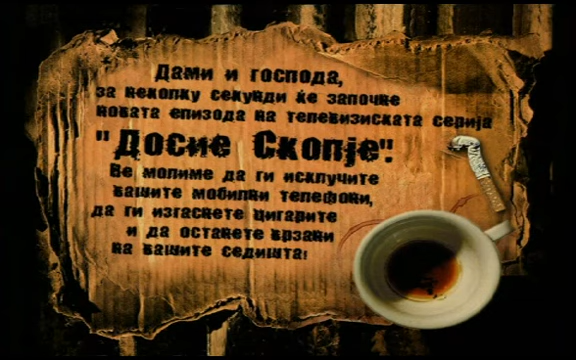 Дами и господа,
за неколку секунди ќе започне
новата епизода на телевизиската серија
"Досие Скопје".
Ве молиме да ги исклучите
вашите мобилни телефони,
да ги изгаснете цигарите
и да останете врзани
на вашите седишта!